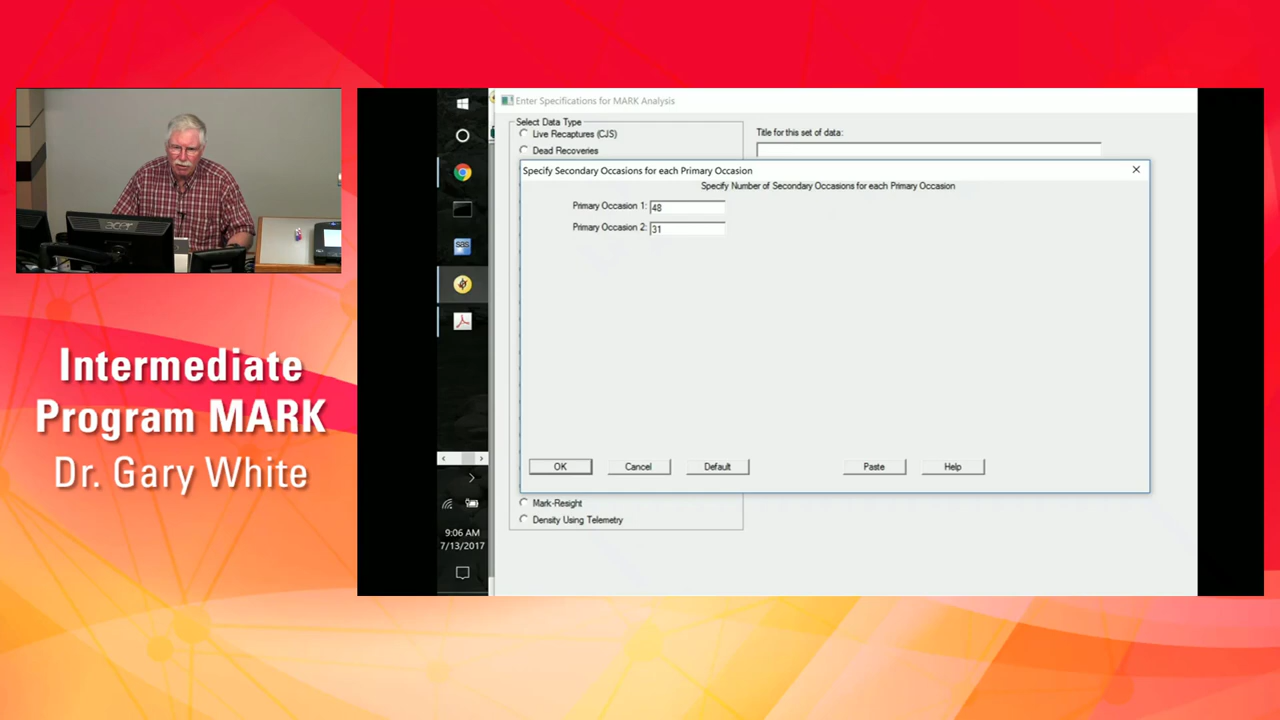 acer
Intermediate
Program MARK
Dr. Gary White
SAS
9:06 AM
7/13/2017
Enter Specifications for MARK Analysis
Select Data Type
Live Recaptures (CJS)
Dead Recoveries
Title for this set of data:
Specify Secondary Occasions for each Primary Occasion
Specify Number of Secondary Occasions for each Primary Occasion
Primary Occasion 1: 48
Primary Occasion 2: 31
OK Cancel Default Paste Help
Mark-Resight
Density Using Telemetry